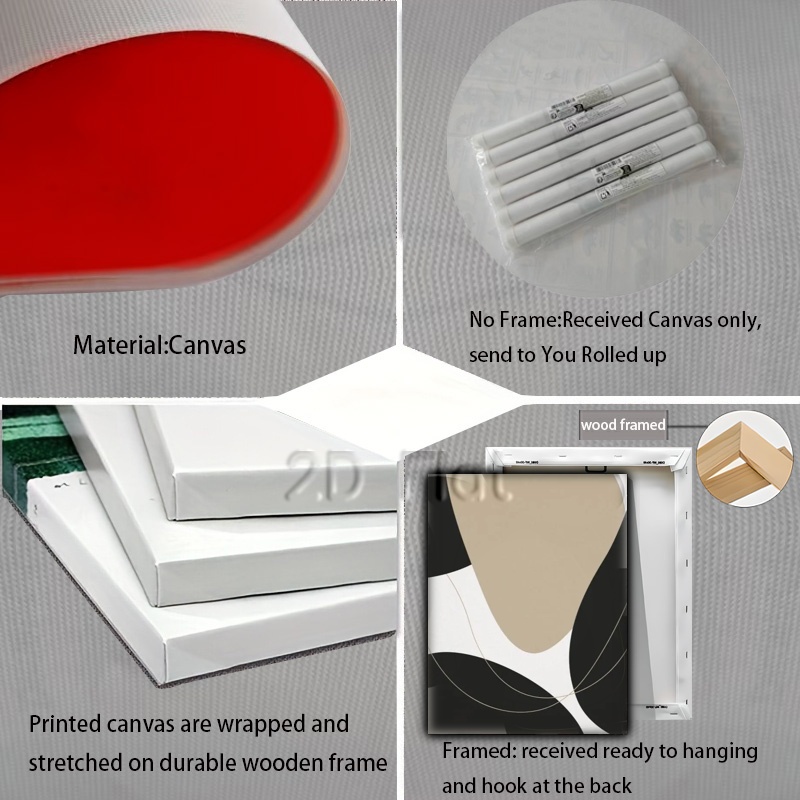 Material:Canvas
No Frame:Received Canvas only,
send to You Rolled up
wood framed
2D Flat
Printed canvas are wrapped and
stretched on durable wooden frame
Framed: received ready to hanging
and hook at the back